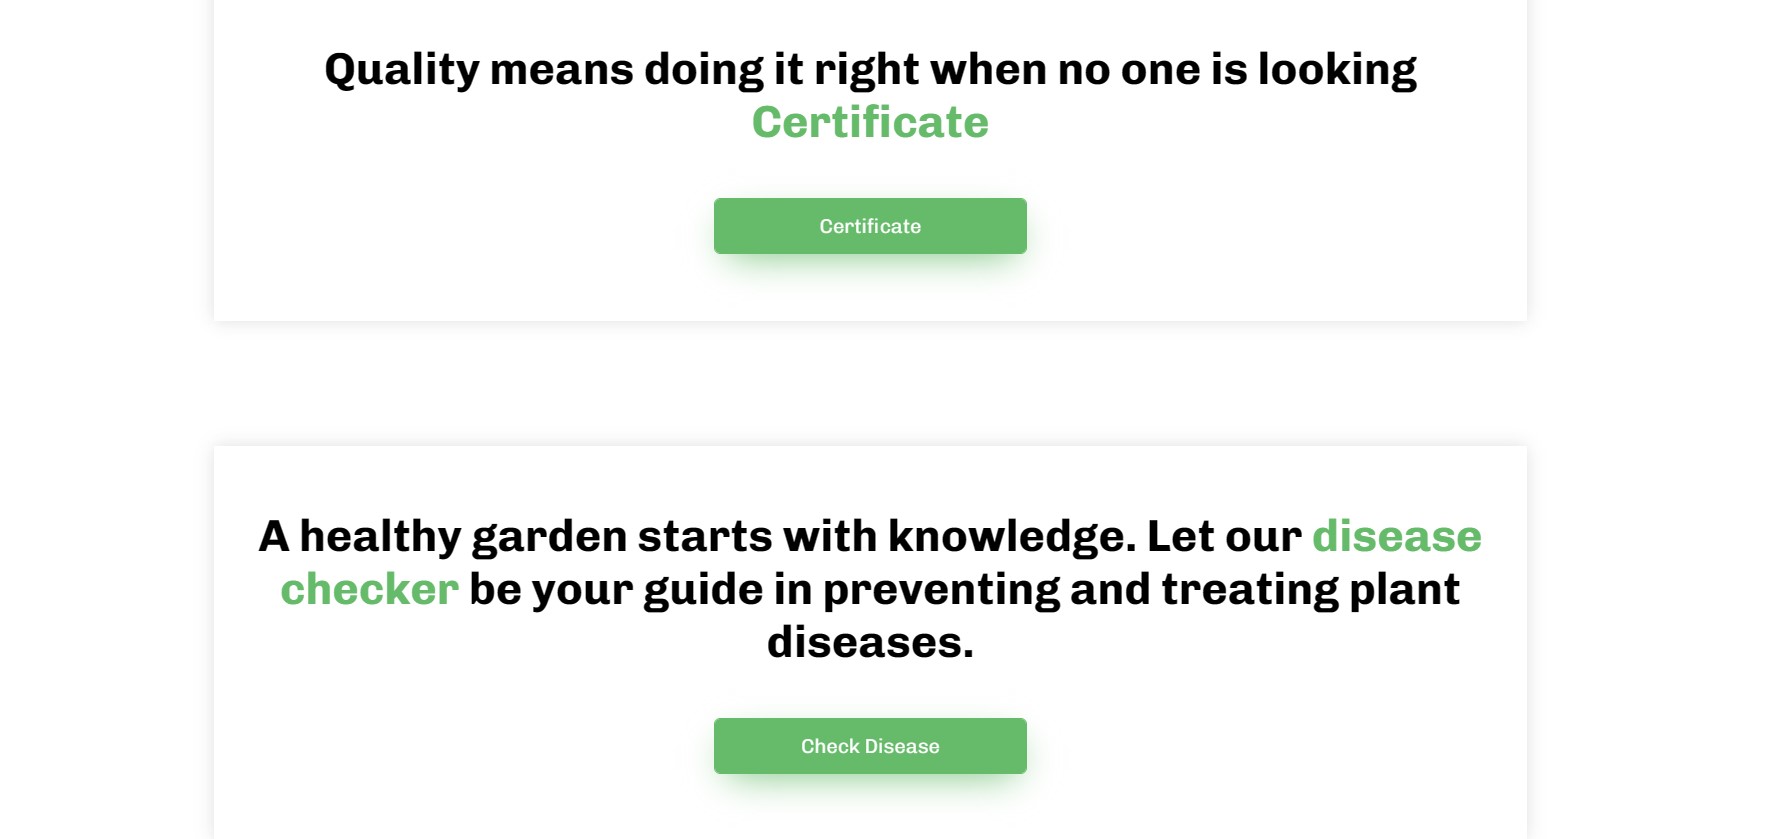 Quality means doing it right when no one is looking
Certificate
Certificate
A healthy garden starts with knowledge. Let our disease
checker be your guide in preventing and treating plant
diseases.
Check Disease